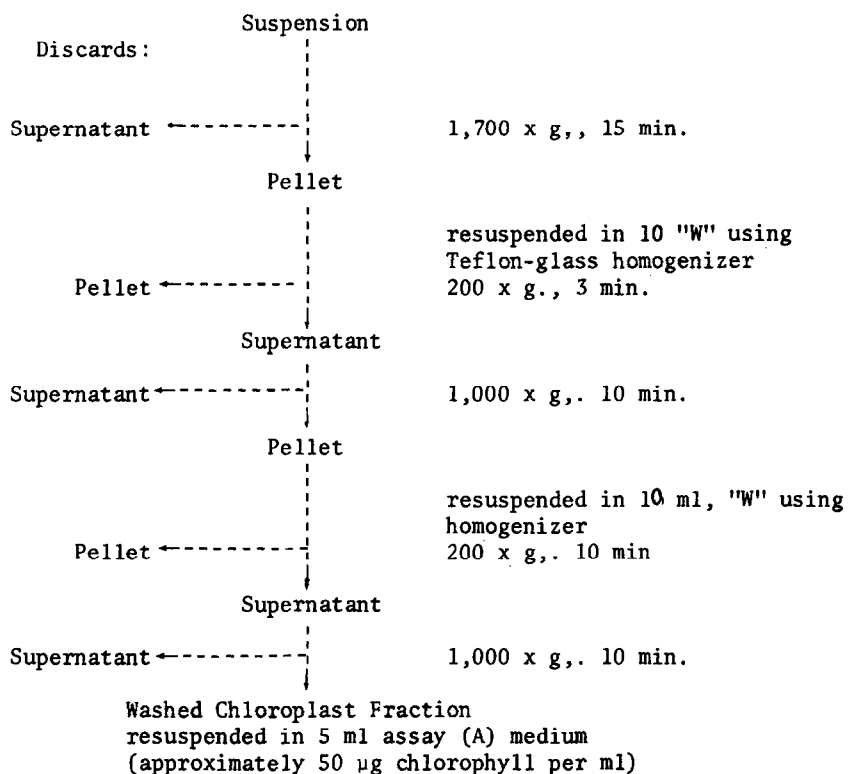 Suspension
Discards:
Supernatant
1,700 x g,, 15 min.
Pellet
resuspended in 10 "W" using
Teflon-glass homogenizer
Pellet
200 x g., 3 min.
Supernatant
Supernatant
1,000 x g,. 10 min.
Pellet
resuspended in 10 ml, "W" using
homogenizer
Pellet
200 x g,. 10 min
Supernatant
Supernatant
1,000 x g,. 10 min.
Washed Chloroplast Fraction
resuspended in 5 ml assay (A) medium
(approximately 50 µg chlorophyll per ml)